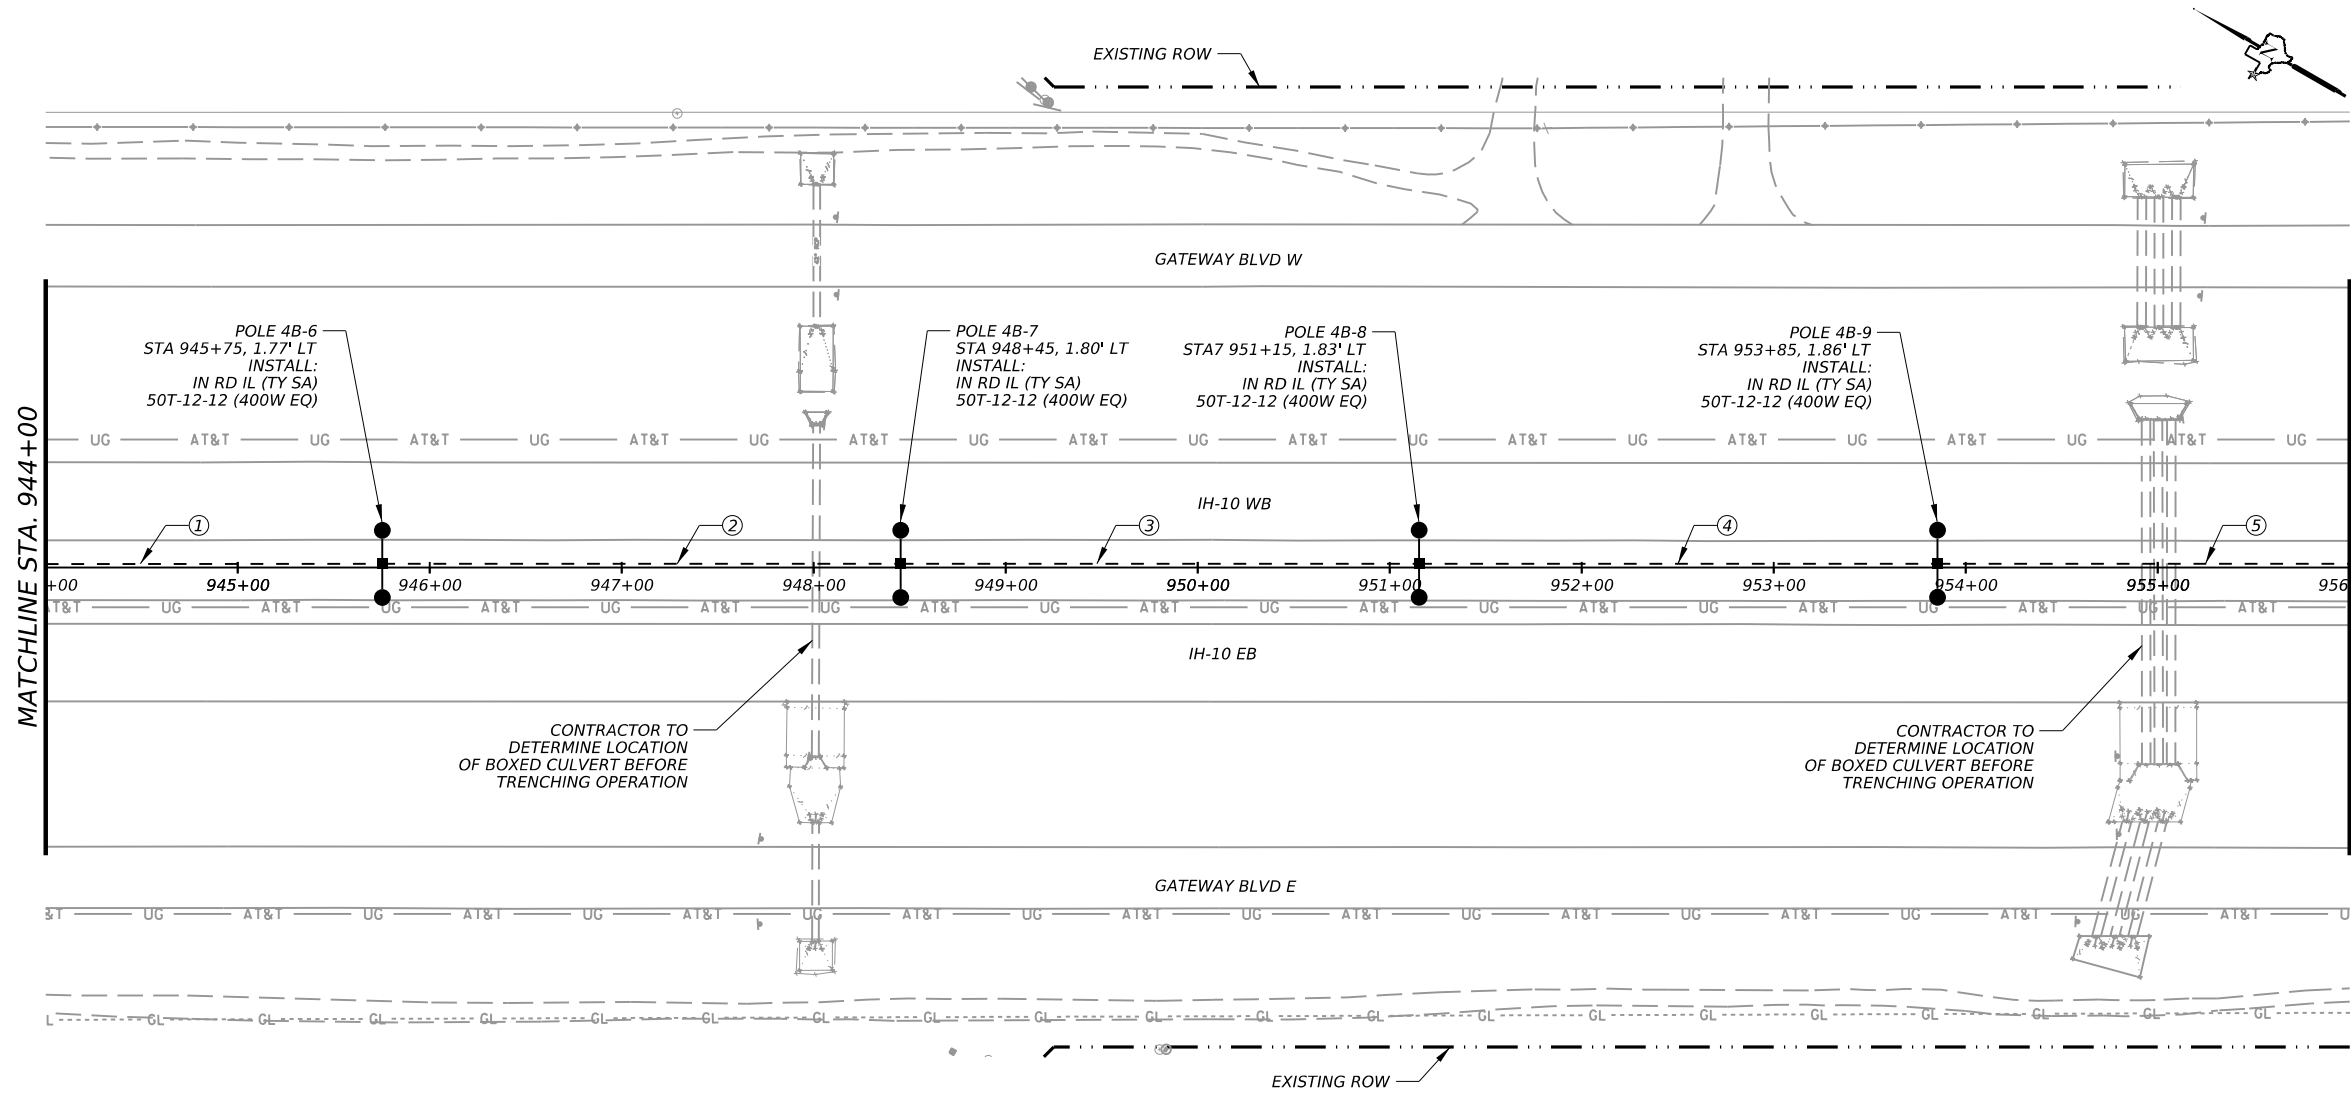 EXISTING ROW
GATEWAY BLVD W
POLE 4B-6
STA 945+75, 1.77' LT
INSTALL:
IN RD IL (TY SA)
50T-12-12 (400W EQ)
POLE 4B-7
STA 948+45, 1.80' LT
INSTALL:
IN RD IL (TY SA)
50T-12-12 (400W EQ)
POLE 4B-8
STA7 951+15, 1.83' LT
INSTALL:
IN RD IL (TY SA)
50T-12-12 (400W EQ)
POLE 4B-9
STA 953+85, 1.86' LT
INSTALL:
IN RD IL (TY SA)
50T-12-12 (400W EQ)
MATCHLINE STA. 944+00
UG AT&T UG AT&T UG AT&T UG AT&T UG AT&T UG AT&T UG AT&T UG AT&T UG AT&T UG AT&T UG
IH-10 WB
1 2 3 4 5
+00 945+00 946+00 947+00 948+00 949+00 950+00 951+00 952+00 953+00 954+00 955+00 956
AT&T UG AT&T UG AT&T UG AT&T UG AT&T UG AT&T UG AT&T UG AT&T UG AT&T UG AT&T UG AT&T
IH-10 EB
CONTRACTOR TO
DETERMINE LOCATION
OF BOXED CULVERT BEFORE
TRENCHING OPERATION
CONTRACTOR TO
DETERMINE LOCATION
OF BOXED CULVERT BEFORE
TRENCHING OPERATION
GATEWAY BLVD E
&T UG AT&T UG AT&T UG AT&T UG AT&T UG AT&T UG AT&T UG AT&T UG AT&T UG AT&T UG AT&T U
L GL GL GL GL GL GL GL GL GL GL GL GL GL GL GL GL GL GL GL GL
EXISTING ROW